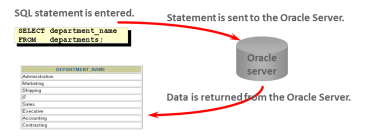 SQL statement is entered.
Statement is sent to the Oracle Server.
SELECT department_name
FROM departments;
Oracle
server
DEPARTMENT_NAME
Administration
Marketing
Shipping
IT
Sales
Executive
Accounting
Contracting
Data is returned from the Oracle Server.